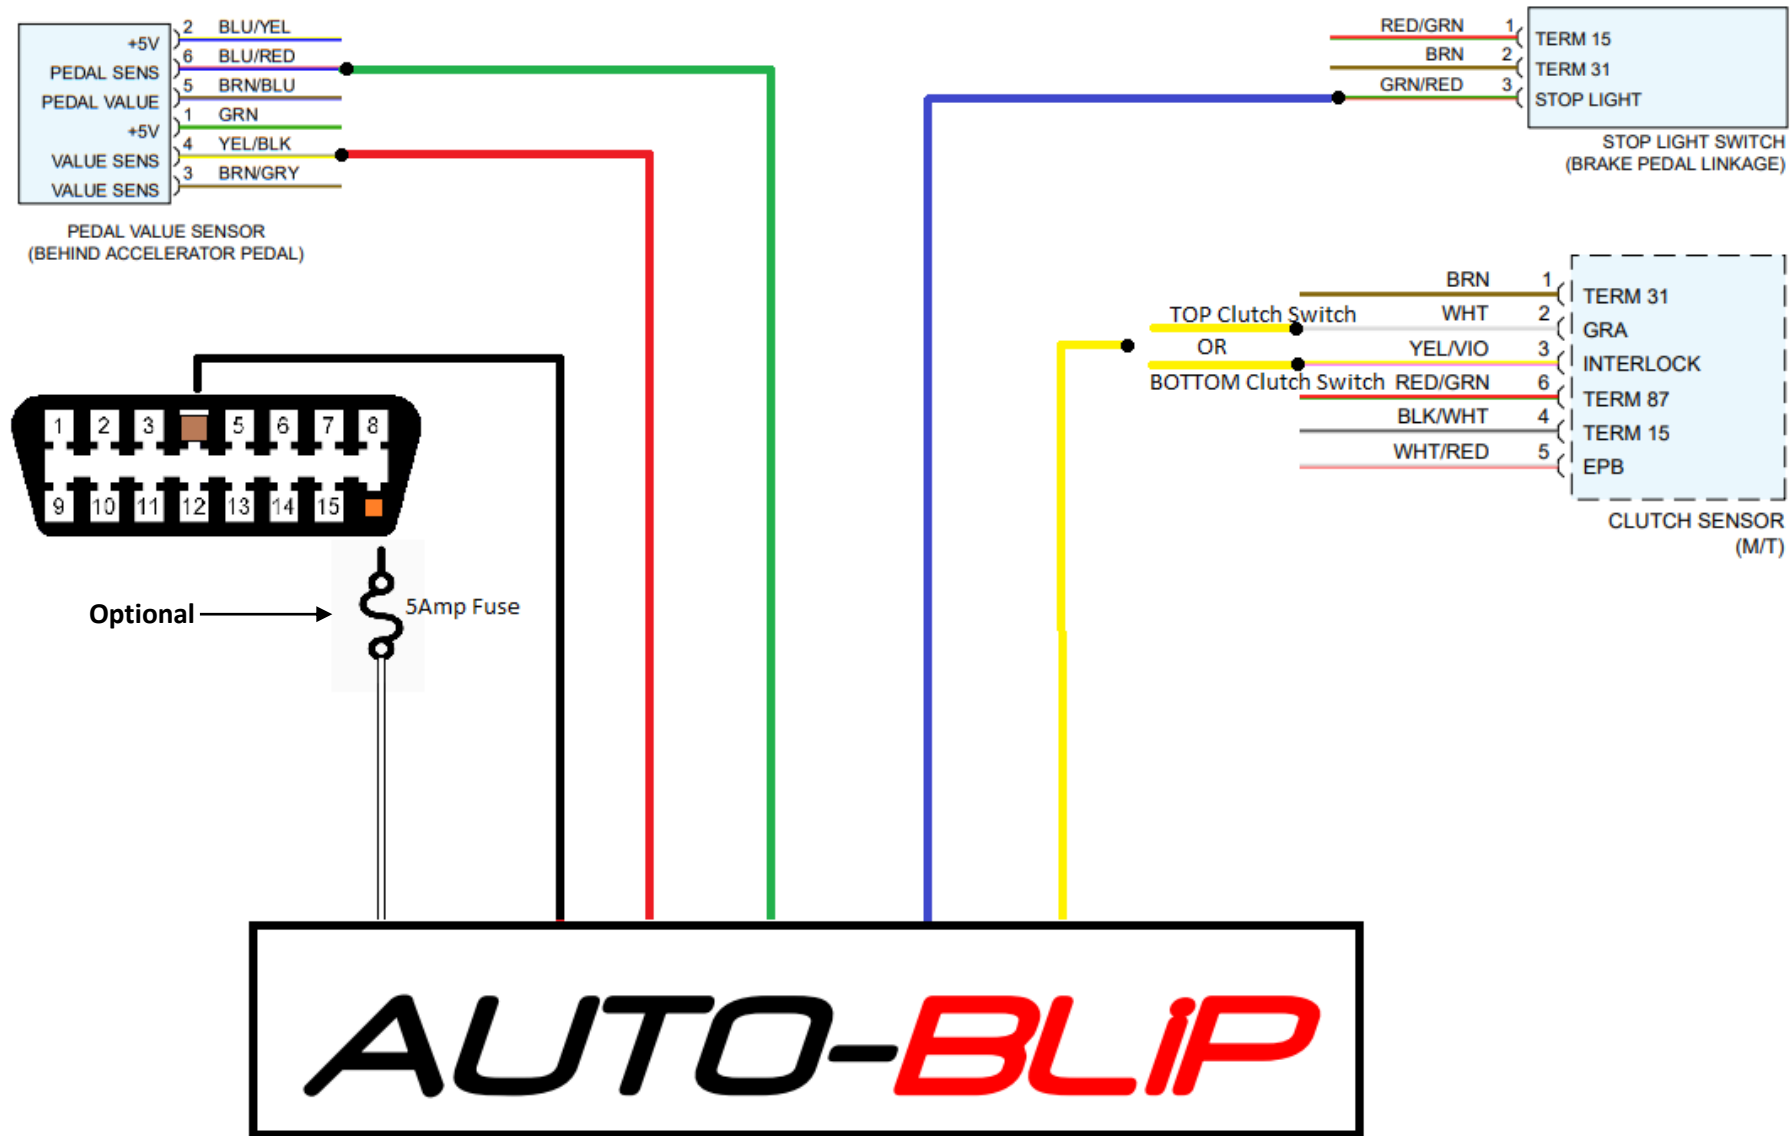 2 BLU/YEL
+5V
6 BLU/RED
PEDAL SENS
5 BRN/BLU
PEDAL VALUE
1 GRN
+5V
4 YEL/BLK
VALUE SENS
3 BRN/GRY
VALUE SENS
PEDAL VALUE SENSOR
(BEHIND ACCELERATOR PEDAL)
RED/GRN 1
TERM 15
BRN 2
TERM 31
GRN/RED 3
STOP LIGHT
STOP LIGHT SWITCH
(BRAKE PEDAL LINKAGE)
BRN 1
TERM 31
TOP Clutch Switch
WHT 2
GRA
OR
YEL/VIO 3
INTERLOCK
BOTTOM Clutch Switch
RED/GRN 6
TERM 87
BLK/WHT 4
TERM 15
WHT/RED 5
EPB
CLUTCH SENSOR
(M/T)
1 2 3 5 6 7 8
9 10 11 12 13 14 15
Optional
5Amp Fuse
AUTO-BLiP